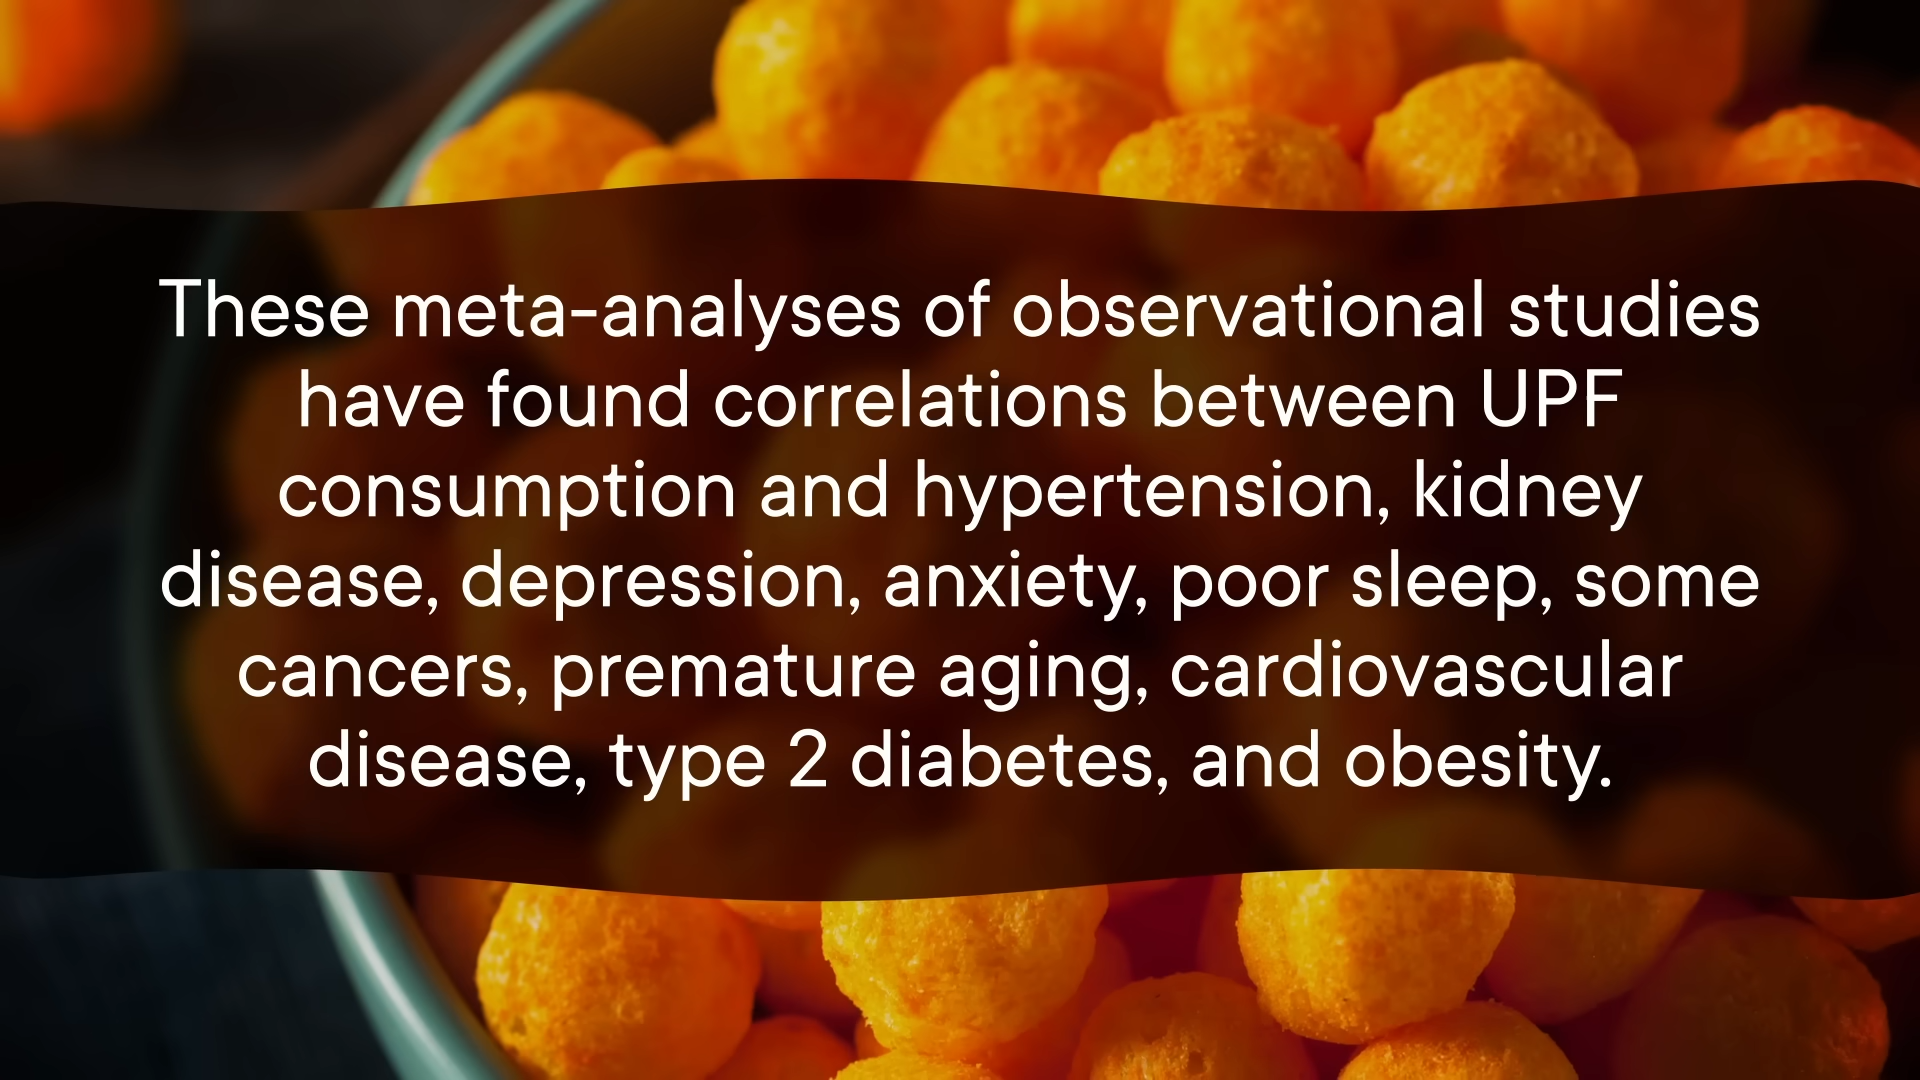 These meta-analyses of observational studies
have found correlations between UPF
consumption and hypertension, kidney
disease, depression, anxiety, poor sleep, some
cancers, premature aging, cardiovascular
disease, type 2 diabetes, and obesity.